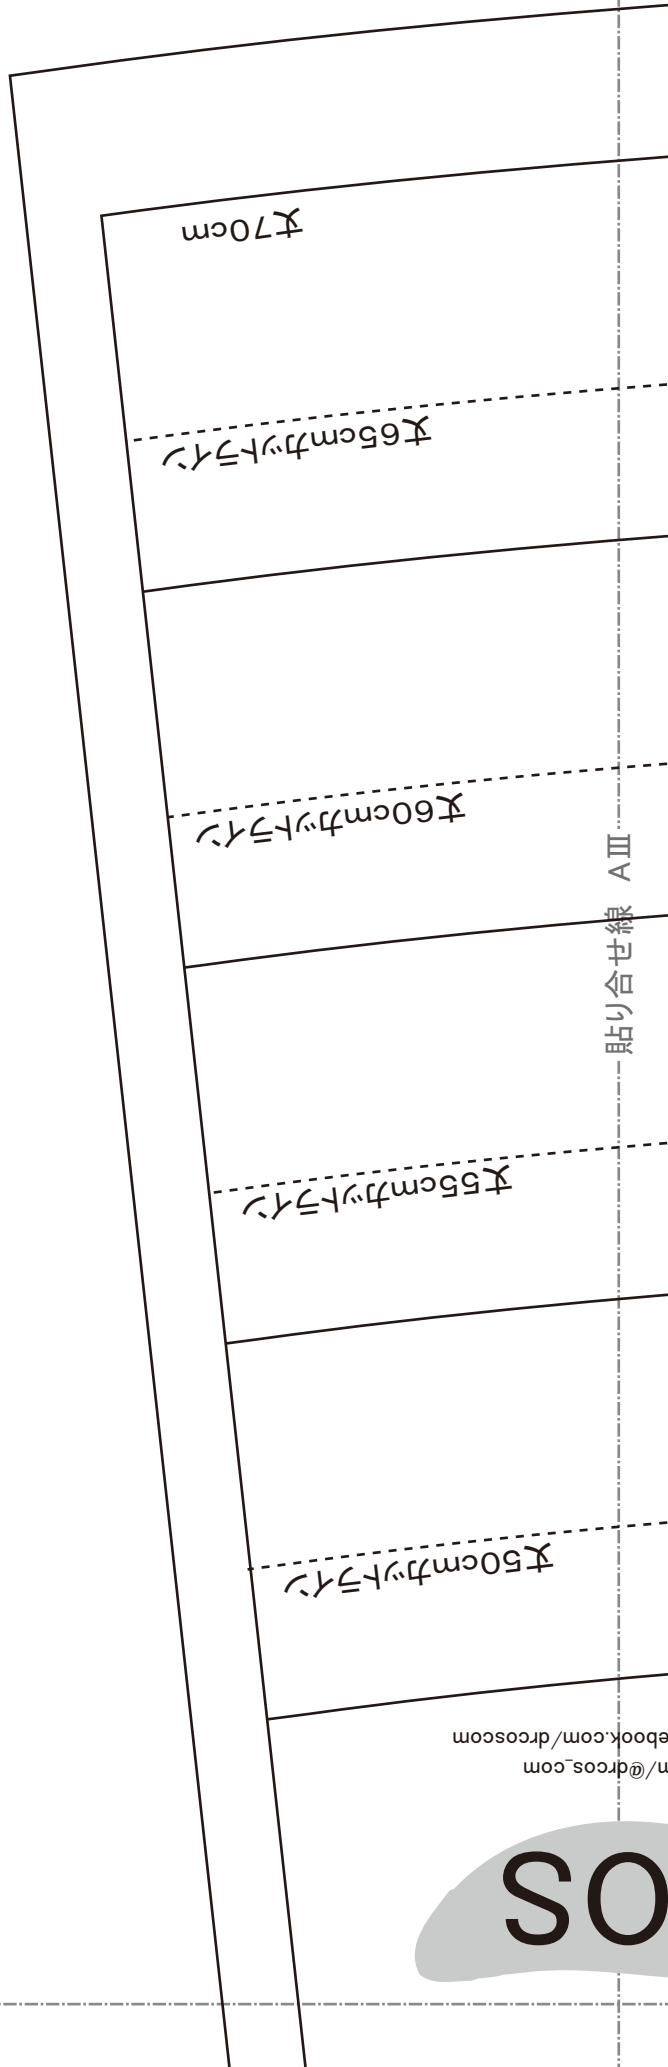 OS
m/@drcos_com
ebook.com/drcoscom
丈50cmカットライン
丈55cmカットライン
貼り合せ線 AⅢ
丈60cmカットライン
丈65cmカットライン
丈70cm